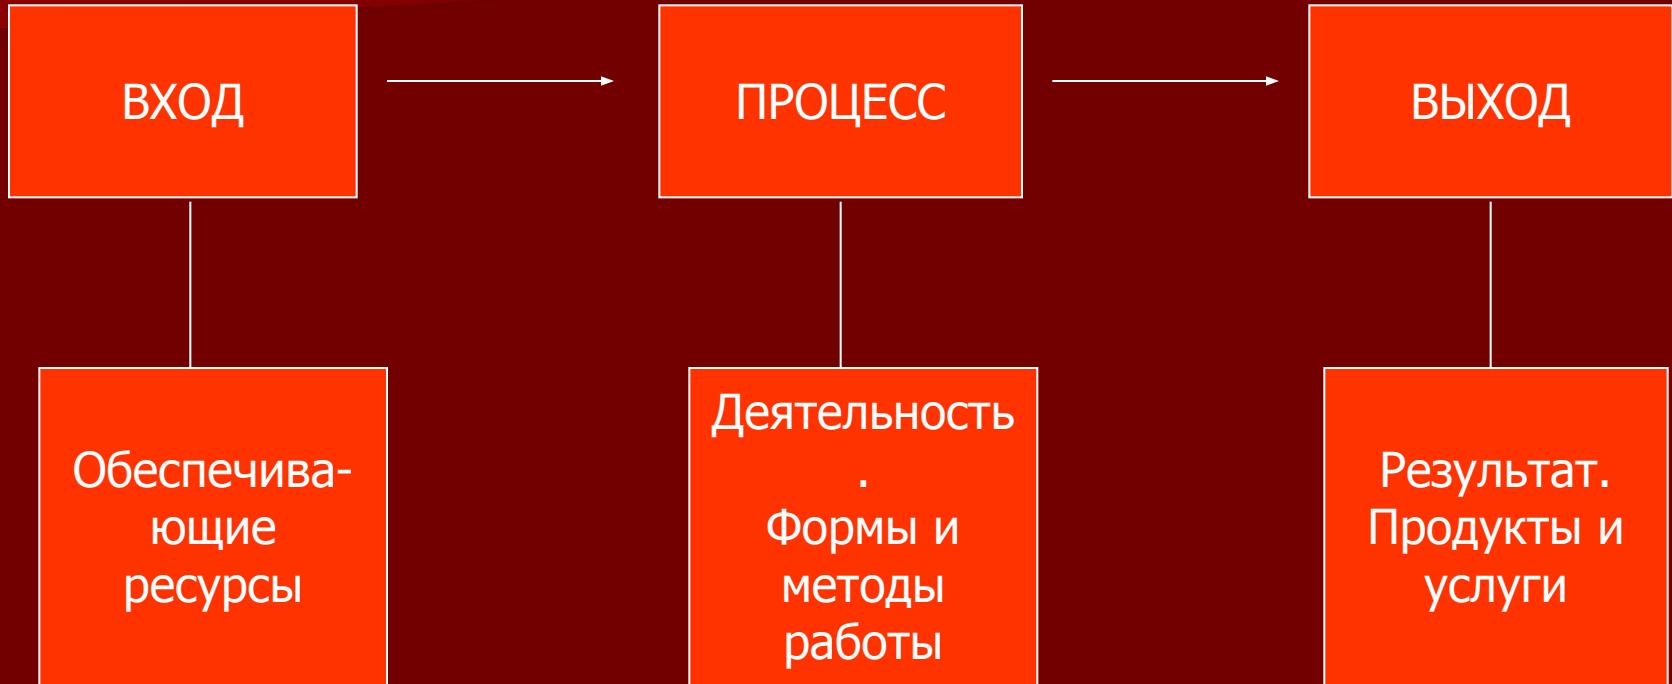 ВХОД
ПРОЦЕСС
ВЫХОД
Обеспечива-
ющие
ресурсы
Деятельность
.
Формы и
методы
работы
Результат.
Продукты и
услуги